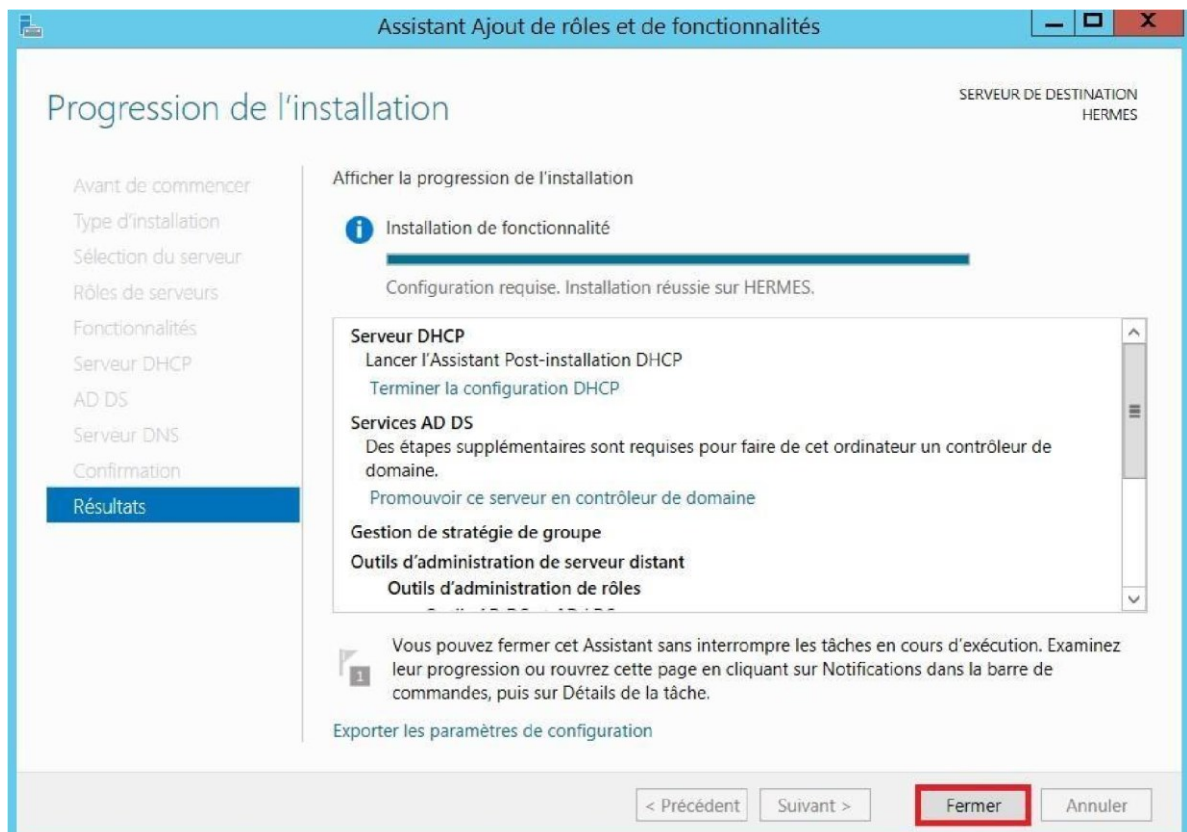 Assistant Ajout de rôles et de fonctionnalités
X
Progression de l'installation
SERVEUR DE DESTINATION
HERMES
Avant de commencer
Type d'installation
Sélection du serveur
Rôles de serveurs
Fonctionnalités
Serveur DHCP
AD DS
Serveur DNS
Confirmation
Résultats
Afficher la progression de l'installation
Installation de fonctionnalité
Configuration requise. Installation réussie sur HERMES.
Serveur DHCP
Lancer l'Assistant Post-installation DHCP
Terminer la configuration DHCP
Services AD DS
Des étapes supplémentaires sont requises pour faire de cet ordinateur un contrôleur de
domaine.
Promouvoir ce serveur en contrôleur de domaine
Gestion de stratégie de groupe
Outils d'administration de serveur distant
Outils d'administration de rôles
1
Vous pouvez fermer cet Assistant sans interrompre les tâches en cours d'exécution. Examinez
leur progression ou rouvrez cette page en cliquant sur Notifications dans la barre de
commandes, puis sur Détails de la tâche.
Exporter les paramètres de configuration
< Précédent
Suivant >
Fermer
Annuler